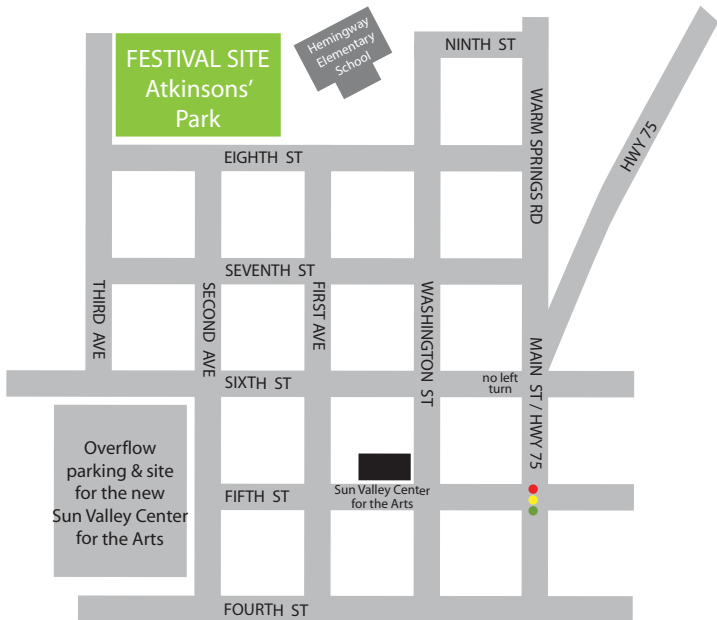 FESTIVAL SITE
Atkinsons'
Park
Hemingway
Elementary
School
NINTH ST
WARM SPRINGS RD
HWY 75
EIGHTH ST
SEVENTH ST
THIRD AVE
SECOND AVE
FIRST AVE
WASHINGTON ST
MAIN ST / HWY 75
SIXTH ST
no left
turn
Overflow
parking & site
for the new
Sun Valley Center
for the Arts
Sun Valley Center
for the Arts
FIFTH ST
FOURTH ST